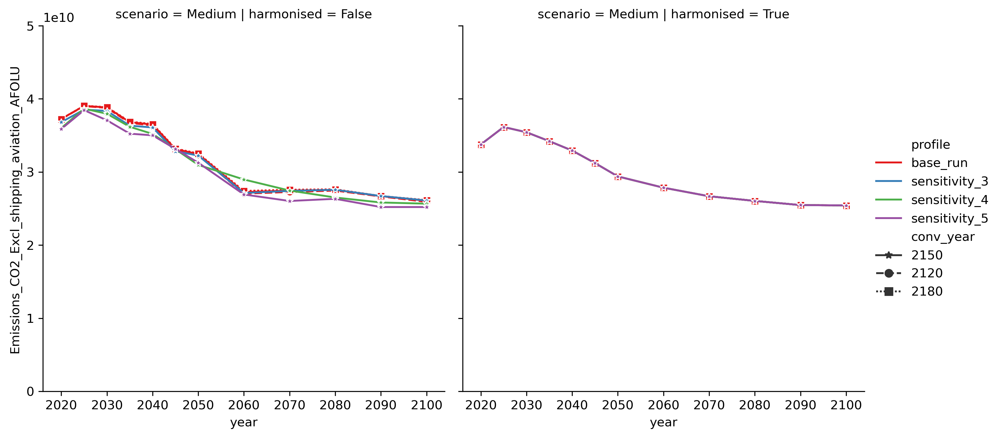 scenario = Medium | harmonised = False
scenario = Medium | harmonised = True
1e10
Emissions_CO2_Excl_shipping_aviation_AFOLU
5
4
3
2
1
0
2020 2030 2040 2050 2060 2070 2080 2090 2100
year
2020 2030 2040 2050 2060 2070 2080 2090 2100
year
profile
base_run
sensitivity_3
sensitivity_4
sensitivity_5
conv_year
2150
2120
2180